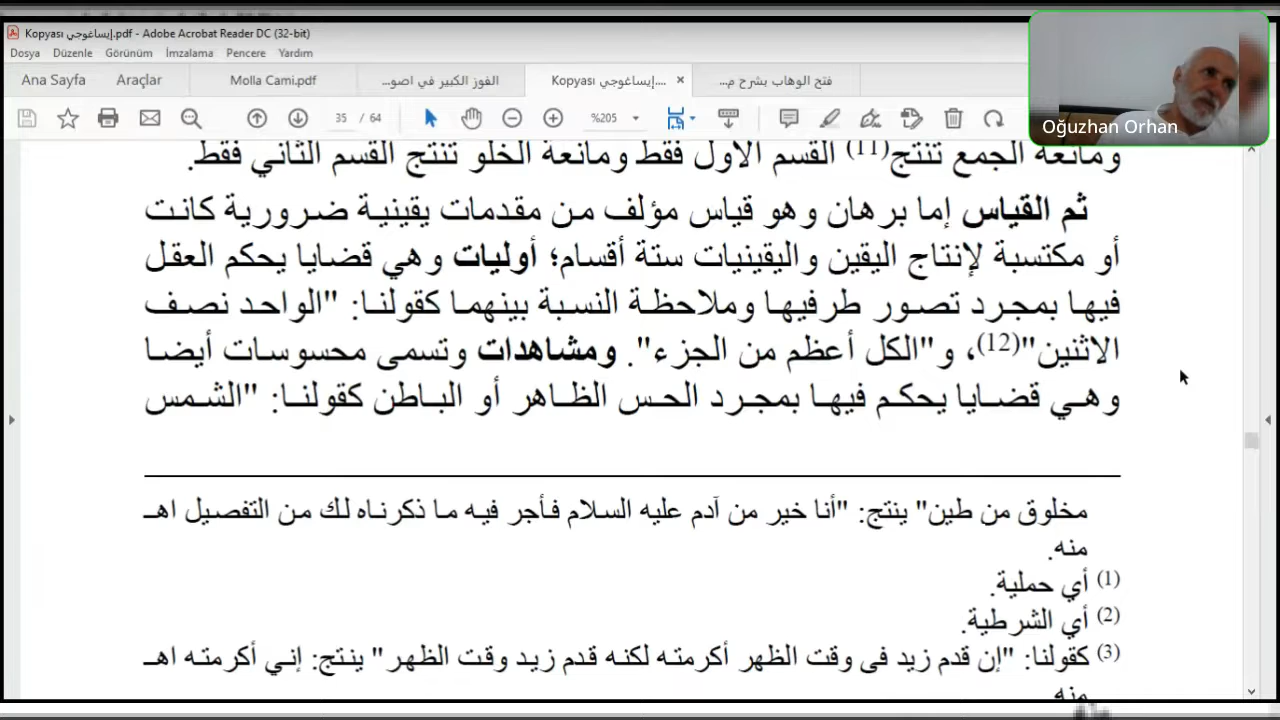 Kopyası إيساغوجي.pdf - Adobe Acrobat Reader DC (32-bit)
Dosya Düzenle Görünüm İmzalama Pencere Yardım
Ana Sayfa Araçlar Molla Cami.pdf الفوز الكبير في اصو... Kopyası إيساغوجي.... × فتح الوهاب بشرح م...
35 / 64 %205
Oğuzhan Orhan
ومانعة الجمع تنتج(11) القسم الأول فقط ومانعة الخلو تنتج القسم الثاني فقط.
ثم القياس إما برهان وهو قياس مؤلف من مقدمات يقينية ضرورية كانت
أو مكتسبة لإنتاج اليقين واليقينيات ستة أقسام؛ أوليات وهي قضايا يحكم العقل
فيها بمجرد تصور طرفيها وملاحظة النسبة بينهما كقولنا: "الواحد نصف
الاثنين"(12)، و"الكل أعظم من الجزء". ومشاهدات وتسمى محسوسات أيضا
وهي قضايا يحكم فيها بمجرد الحس الظاهر أو الباطن كقولنا: "الشمس
مخلوق من طين" ينتج: "أنا خير من آدم عليه السلام فأجر فيه ما ذكرناه لك من التفصيل اهـ
منه.
(1) أي حملية.
(2) أي الشرطية.
(3) كقولنا: "إن قدم زيد فى وقت الظهر أكرمته لكنه قدم زيد وقت الظهر" ينتج: إني أكرمته اهـ
منه